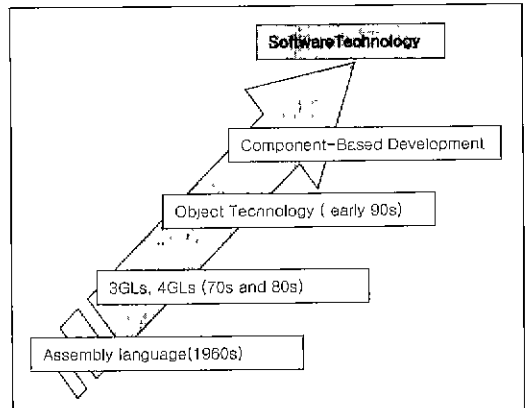 SoftwareTechnology
Component-Based Development
Object Technology ( early 90s)
3GLs, 4GLs (70s and 80s)
Assembly language(1960s)